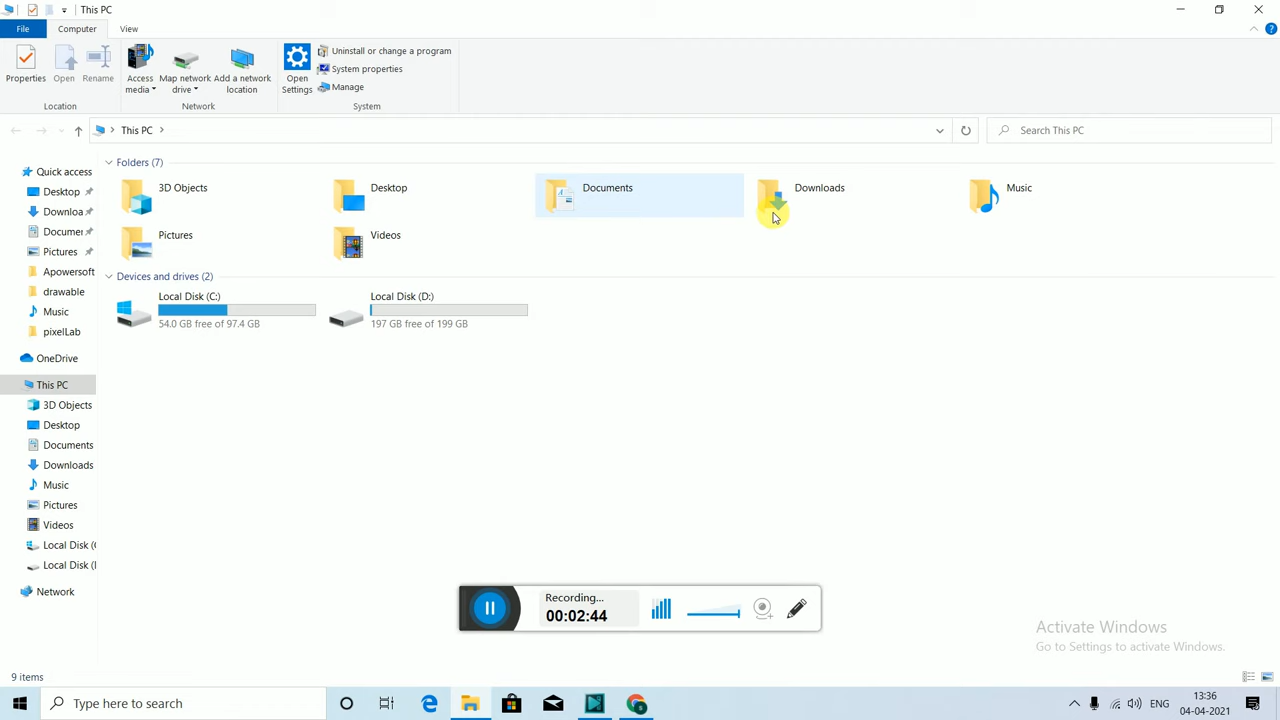 This PC
File Computer View
Properties Open Rename Access media Map network drive Add a network location Open Settings Uninstall or change a program
System properties
Manage
Location Network System
This PC Search This PC
Folders (7)
3D Objects Desktop Documents Downloads Music
Pictures Videos
Devices and drives (2)
Local Disk (C:) Local Disk (D:)
54.0 GB free of 97.4 GB 197 GB free of 199 GB
Quick access
Desktop
Downloa
Documer
Pictures
Apowersoft
drawable
Music
pixelLab
OneDrive
This PC
3D Objects
Desktop
Documents
Downloads
Music
Pictures
Videos
Local Disk (
Local Disk (
Network
Recording...
00:02:44
Activate Windows
Go to Settings to activate Windows.
9 items
Type here to search
ENG
13:36
04-04-2021